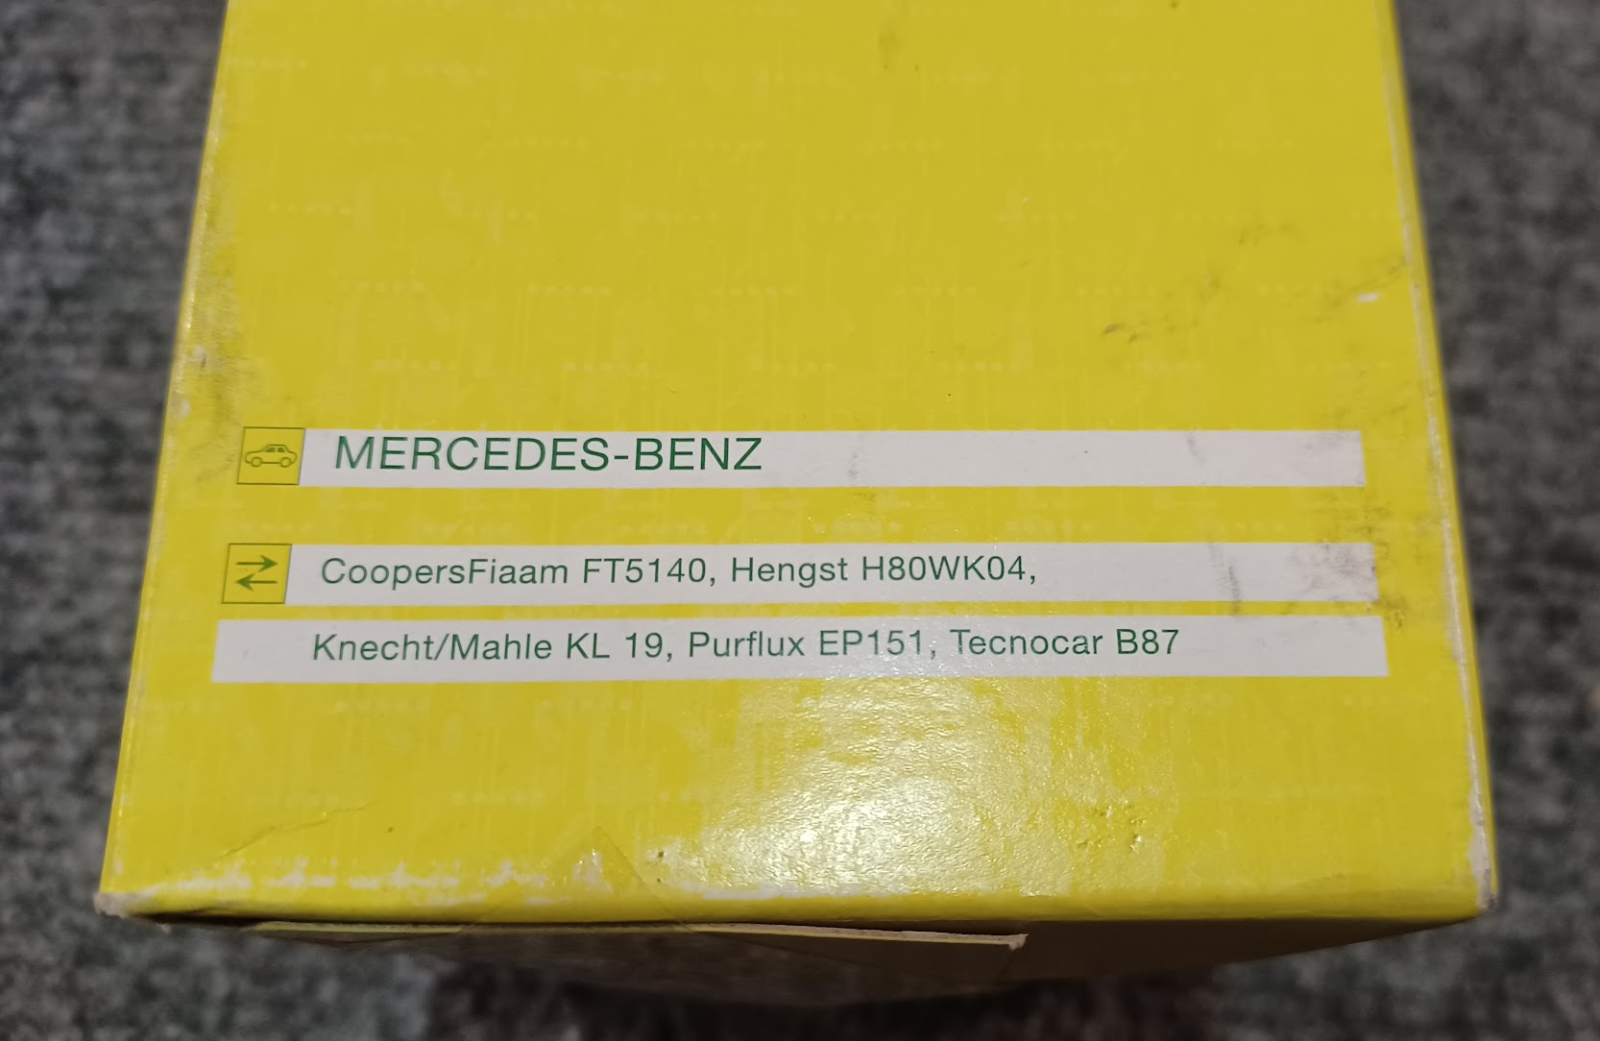 MERCEDES-BENZ
CoopersFiaam FT5140, Hengst H80WK04,
Knecht/Mahle KL 19, Purflux EP151, Tecnocar B87